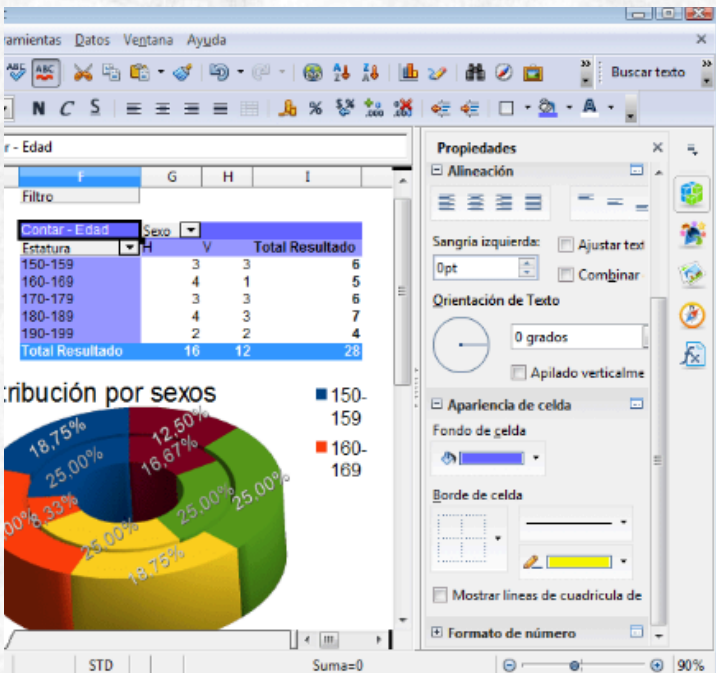 ramientas Datos Ventana Ayuda
ABC ABC Buscar texto
N C S % $% .000 .000
r - Edad
F G H I
Filtro
Contar - Edad Sexo
Estatura H V Total Resultado
150-159 3 3 6
160-169 4 1 5
170-179 3 3 6
180-189 4 3 7
190-199 2 2 4
Total Resultado 16 12 28
tribución por sexos
150-
159
160-
169
18,75% 12,50%
25,00% 16,67%
25,00% 25,00%
00% 8,33%
25,00%
18,75%
Propiedades
Alineación
Sangría izquierda: Ajustar text
0pt Combinar
Orientación de Texto
0 grados
Apilado verticalme
Apariencia de celda
Fondo de celda
Borde de celda
Mostrar líneas de cuadricula de
Formato de número
STD Suma=0 90%